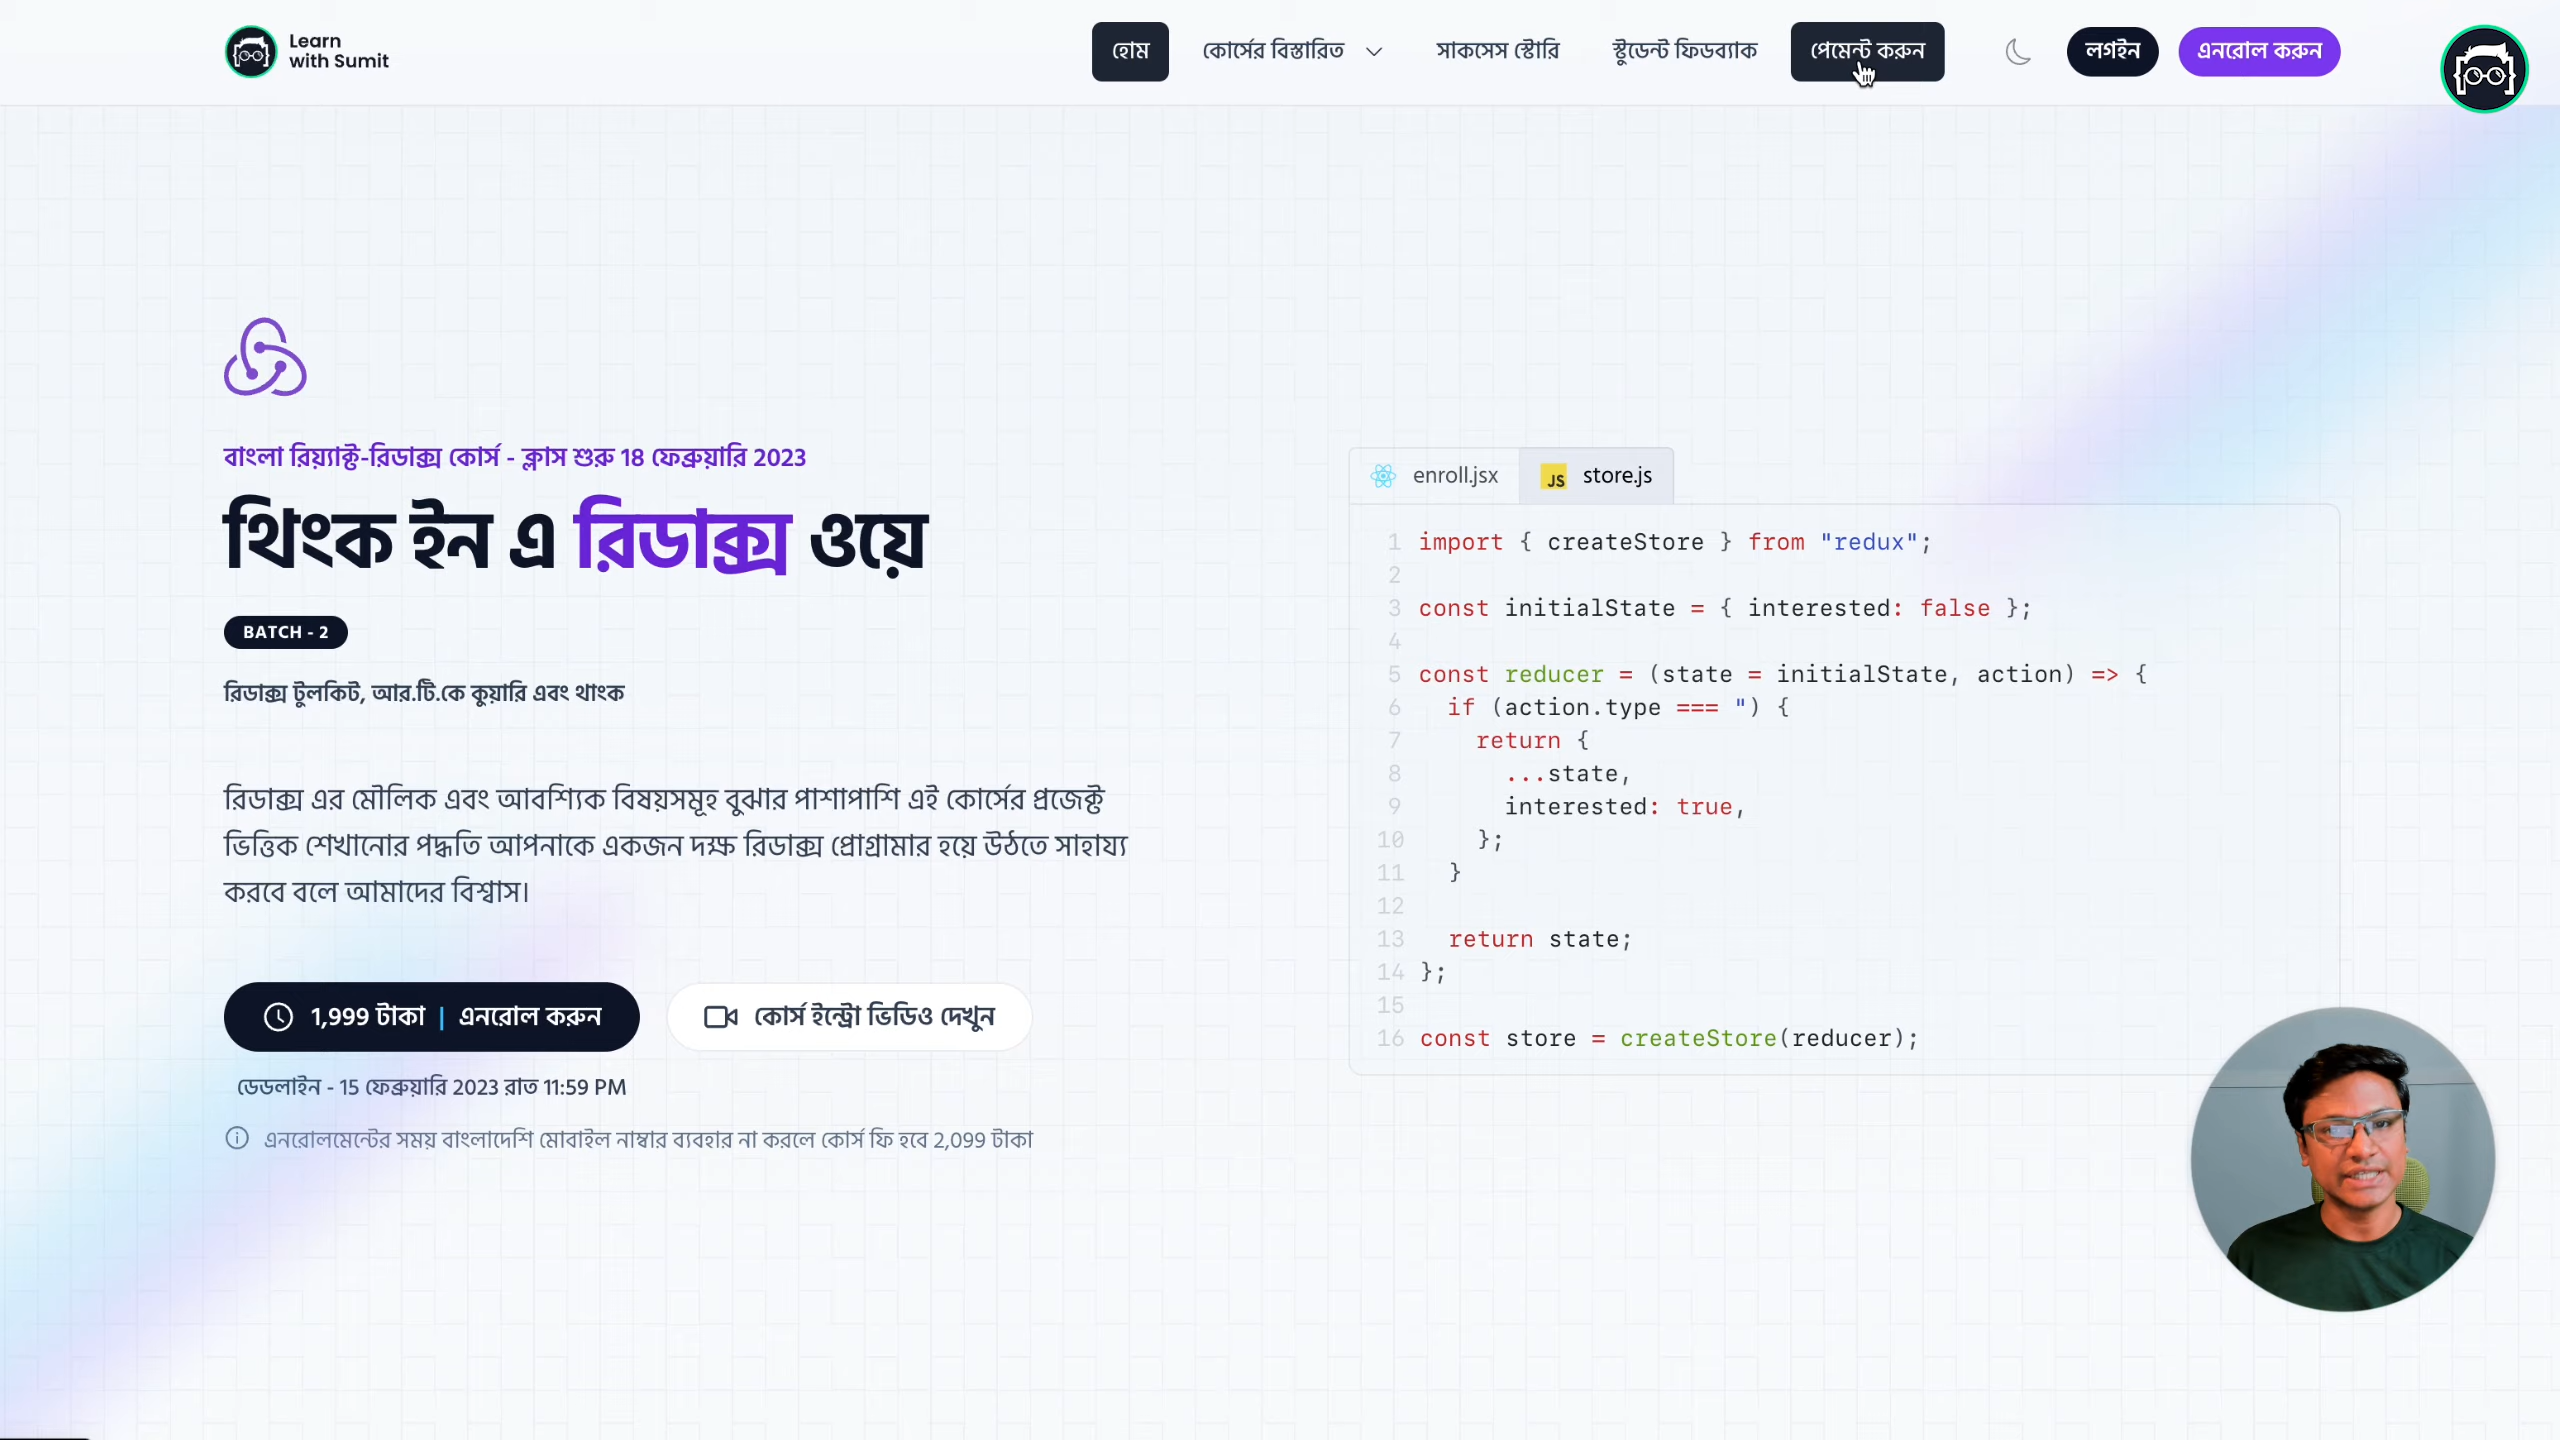 Learn
with Sumit
হোম
কোর্সের বিস্তারিত
সাকসেস স্টোরি
স্টুডেন্ট ফিডব্যাক
পেমেন্ট করুন
লগইন
এনরোল করুন
বাংলা রিয়্যাক্ট-রিডাক্স কোর্স - ক্লাস শুরু 18 ফেব্রুয়ারি 2023
থিংক ইন এ রিডাক্স ওয়ে
BATCH - 2
রিডাক্স টুলকিট, আর.টি.কে কুয়ারি এবং থাংক
রিডাক্স এর মৌলিক এবং আবশ্যিক বিষয়সমূহ বুঝার পাশাপাশি এই কোর্সের প্রজেক্ট
ভিত্তিক শেখানোর পদ্ধতি আপনাকে একজন দক্ষ রিডাক্স প্রোগ্রামার হয়ে উঠতে সাহায্য
করবে বলে আমাদের বিশ্বাস।
1,999 টাকা | এনরোল করুন
কোর্স ইন্ট্রো ভিডিও দেখুন
ডেডলাইন - 15 ফেব্রুয়ারি 2023 রাত 11:59 PM
এনরোলমেন্টের সময় বাংলাদেশি মোবাইল নাম্বার ব্যবহার না করলে কোর্স ফি হবে 2,099 টাকা
enroll.jsx
JS store.js
1 import { createStore } from "redux";
2
3 const initialState = { interested: false };
4
5 const reducer = (state = initialState, action) => {
6 if (action.type === ") {
7 return {
8 ...state,
9 interested: true,
10 };
11 }
12
13 return state;
14 };
15
16 const store = createStore(reducer);